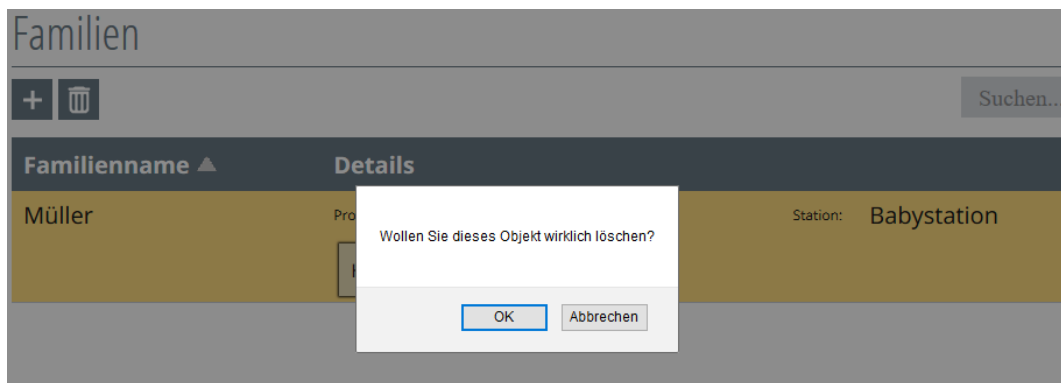 Familien
Suchen...
Familienname
Details
Müller
Station:
Babystation
Wollen Sie dieses Objekt wirklich löschen?
OK
Abbrechen